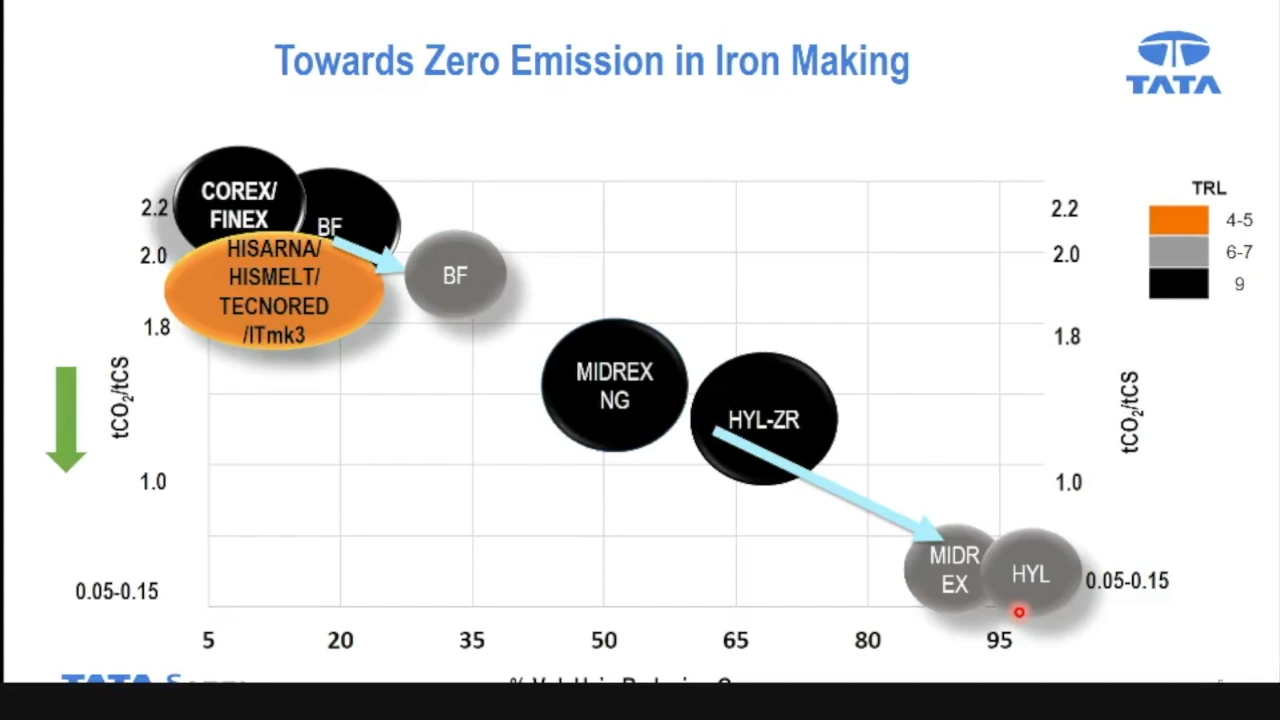 Towards Zero Emission in Iron Making
TATA
COREX/
FINEX
BF
HISARNA/
HISMELT/
TECNORED
/ITmk3
BF
MIDREX
NG
HYL-ZR
MIDR
EX
HYL
TRL
4-5
6-7
9
2.2
2.0
1.8
1.0
0.05-0.15
tCO₂/tCS
2.2
2.0
1.8
1.0
0.05-0.15
tCO₂/tCS
5 20 35 50 65 80 95
TATA